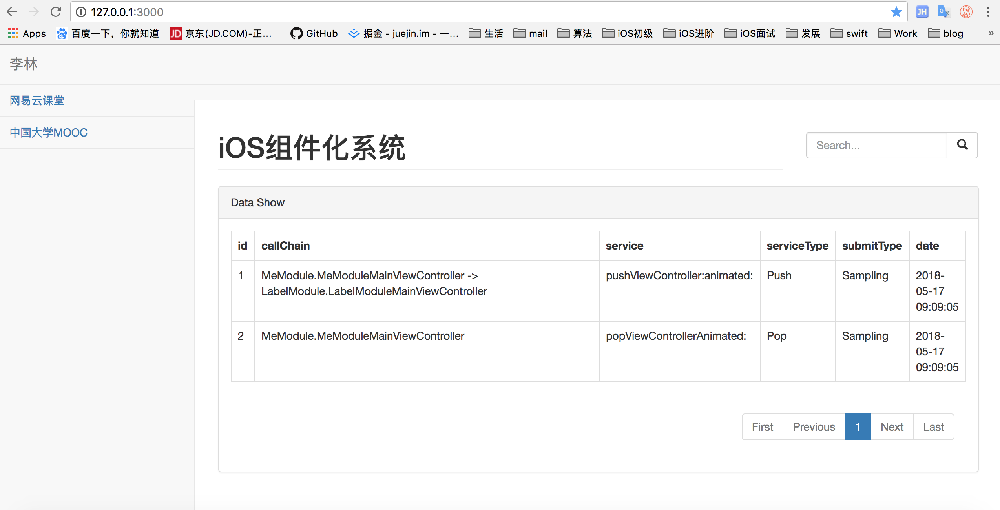 127.0.0.1:3000
Apps 百度一下，你就知道 京东(JD.COM)-正... GitHub 掘金 - juejin.im - 一... 生活 mail 算法 iOS初级 iOS进阶 iOS面试 发展 swift Work blog »
李林
网易云课堂
中国大学MOOC
iOS组件化系统
Search...
Data Show
id callChain service serviceType submitType date
1 MeModule.MeModuleMainViewController -> pushViewController:animated: Push Sampling 2018-
LabelModule.LabelModuleMainViewController 05-17
09:09:05
2 MeModule.MeModuleMainViewController popViewControllerAnimated: Pop Sampling 2018-
05-17
09:09:05
First Previous 1 Next Last